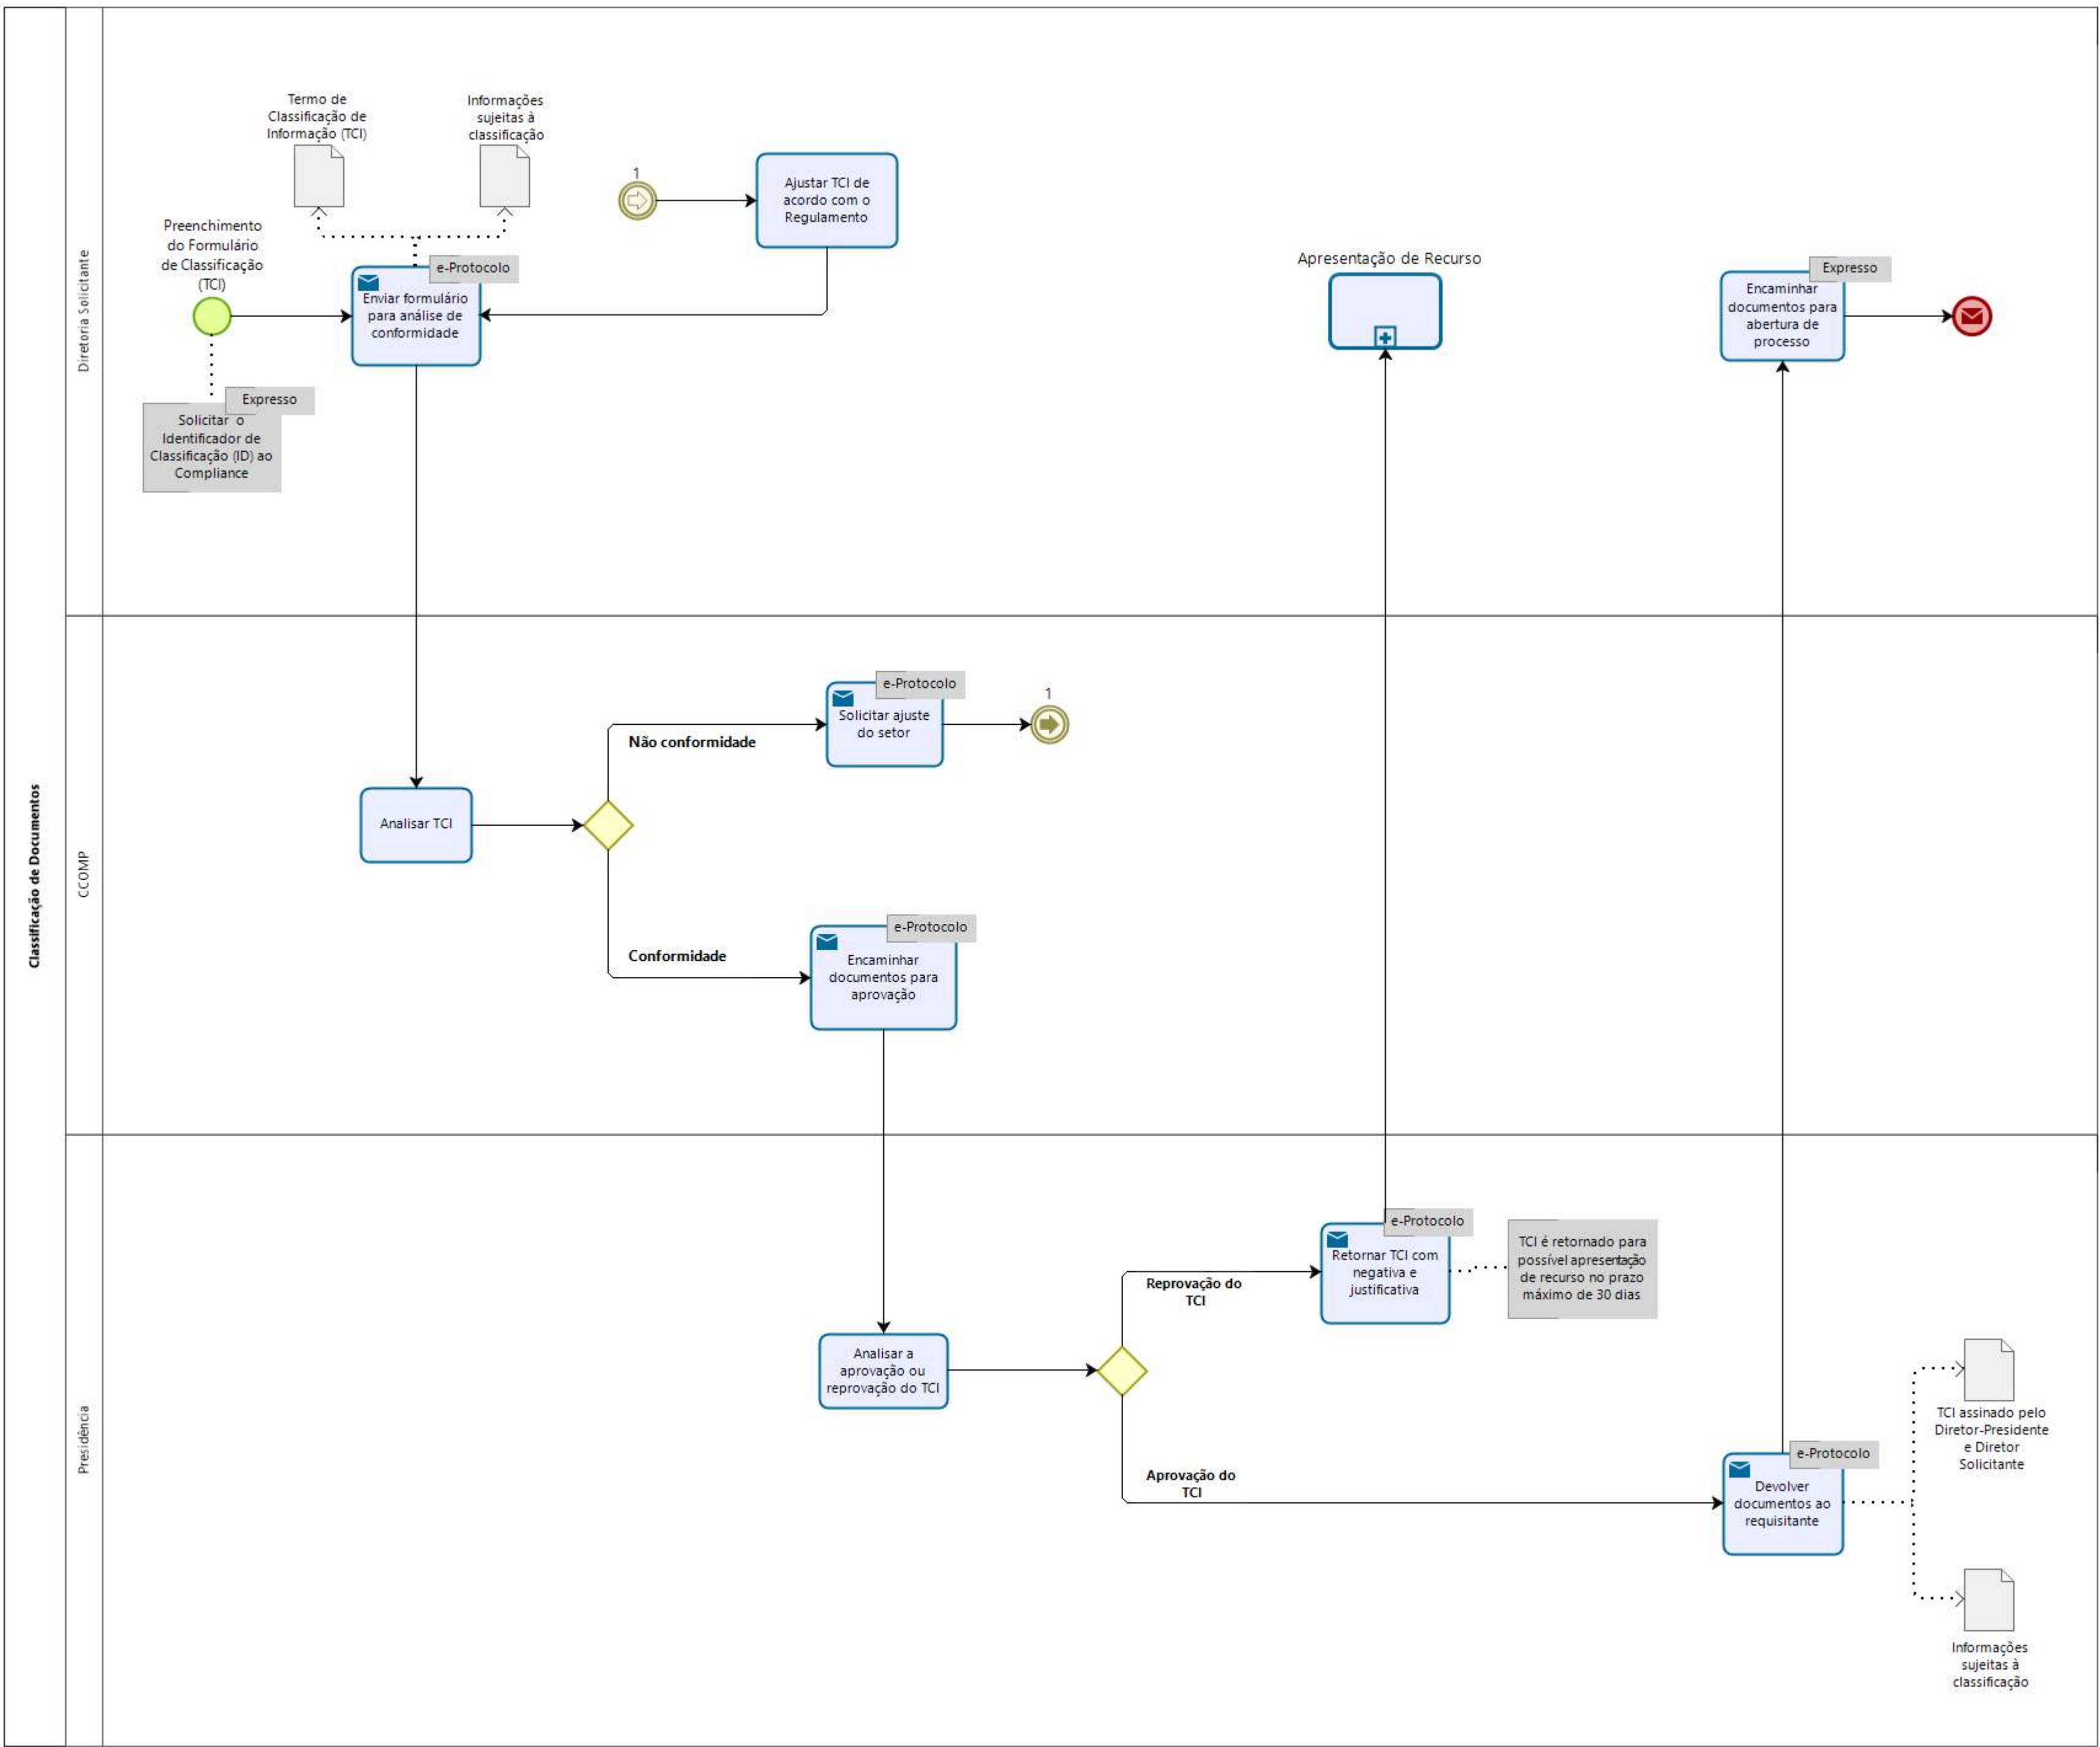 Classificação de Documentos
Diretoria Solicitante
Termo de
Classificação de
Informação (TCI)
Informações
sujeitas à
classificação
1
Ajustar TCI de
acordo com o
Regulamento
Preenchimento
do Formulário
de Classificação
(TCI)
e-Protocolo
Enviar formulário
para análise de
conformidade
Expresso
Solicitar o
Identificador de
Classificação (ID) ao
Compliance
Apresentação de Recurso
Expresso
Encaminhar
documentos para
abertura de
processo
CCOMP
e-Protocolo
Solicitar ajuste
do setor
1
Não conformidade
Analisar TCI
Conformidade
e-Protocolo
Encaminhar
documentos para
aprovação
Presidência
e-Protocolo
Retornar TCI com
negativa e
justificativa
TCI é retornado para
possível apresentação
de recurso no prazo
máximo de 30 dias
Reprovação do
TCI
Analisar a
aprovação ou
reprovação do TCI
Aprovação do
TCI
e-Protocolo
Devolver
documentos ao
requisitante
TCI assinado pelo
Diretor-Presidente
e Diretor
Solicitante
Informações
sujeitas à
classificação